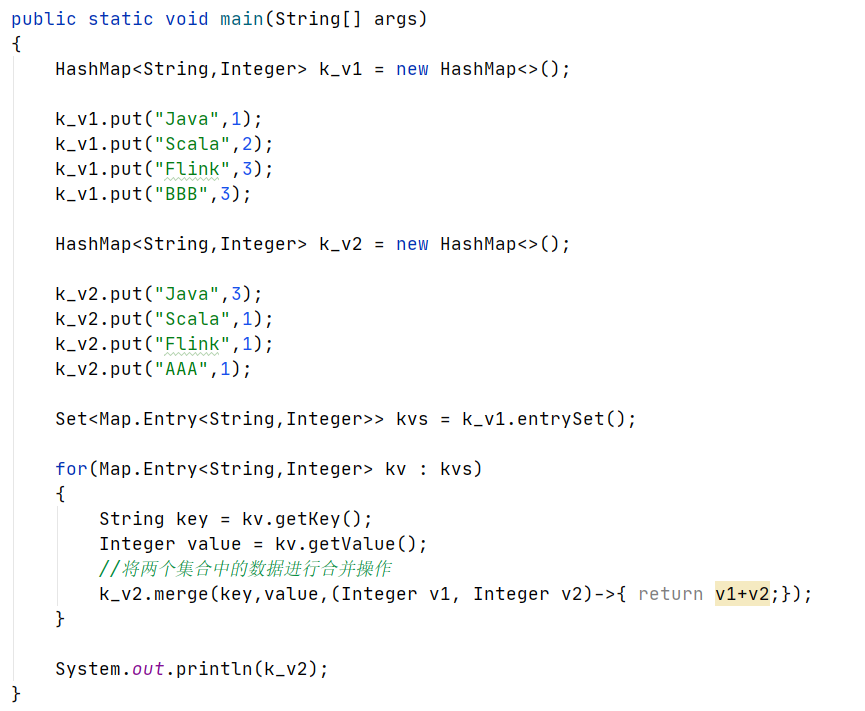 public static void main(String[] args)
{
HashMap<String,Integer> k_v1 = new HashMap<>();
k_v1.put("Java",1);
k_v1.put("Scala",2);
k_v1.put("Flink",3);
k_v1.put("BBB",3);
HashMap<String,Integer> k_v2 = new HashMap<>();
k_v2.put("Java",3);
k_v2.put("Scala",1);
k_v2.put("Flink",1);
k_v2.put("AAA",1);
Set<Map.Entry<String,Integer>> kvs = k_v1.entrySet();
for(Map.Entry<String,Integer> kv : kvs)
{
String key = kv.getKey();
Integer value = kv.getValue();
//将两个集合中的数据进行合并操作
k_v2.merge(key,value,(Integer v1, Integer v2)->{ return v1+v2;});
}
System.out.println(k_v2);
}